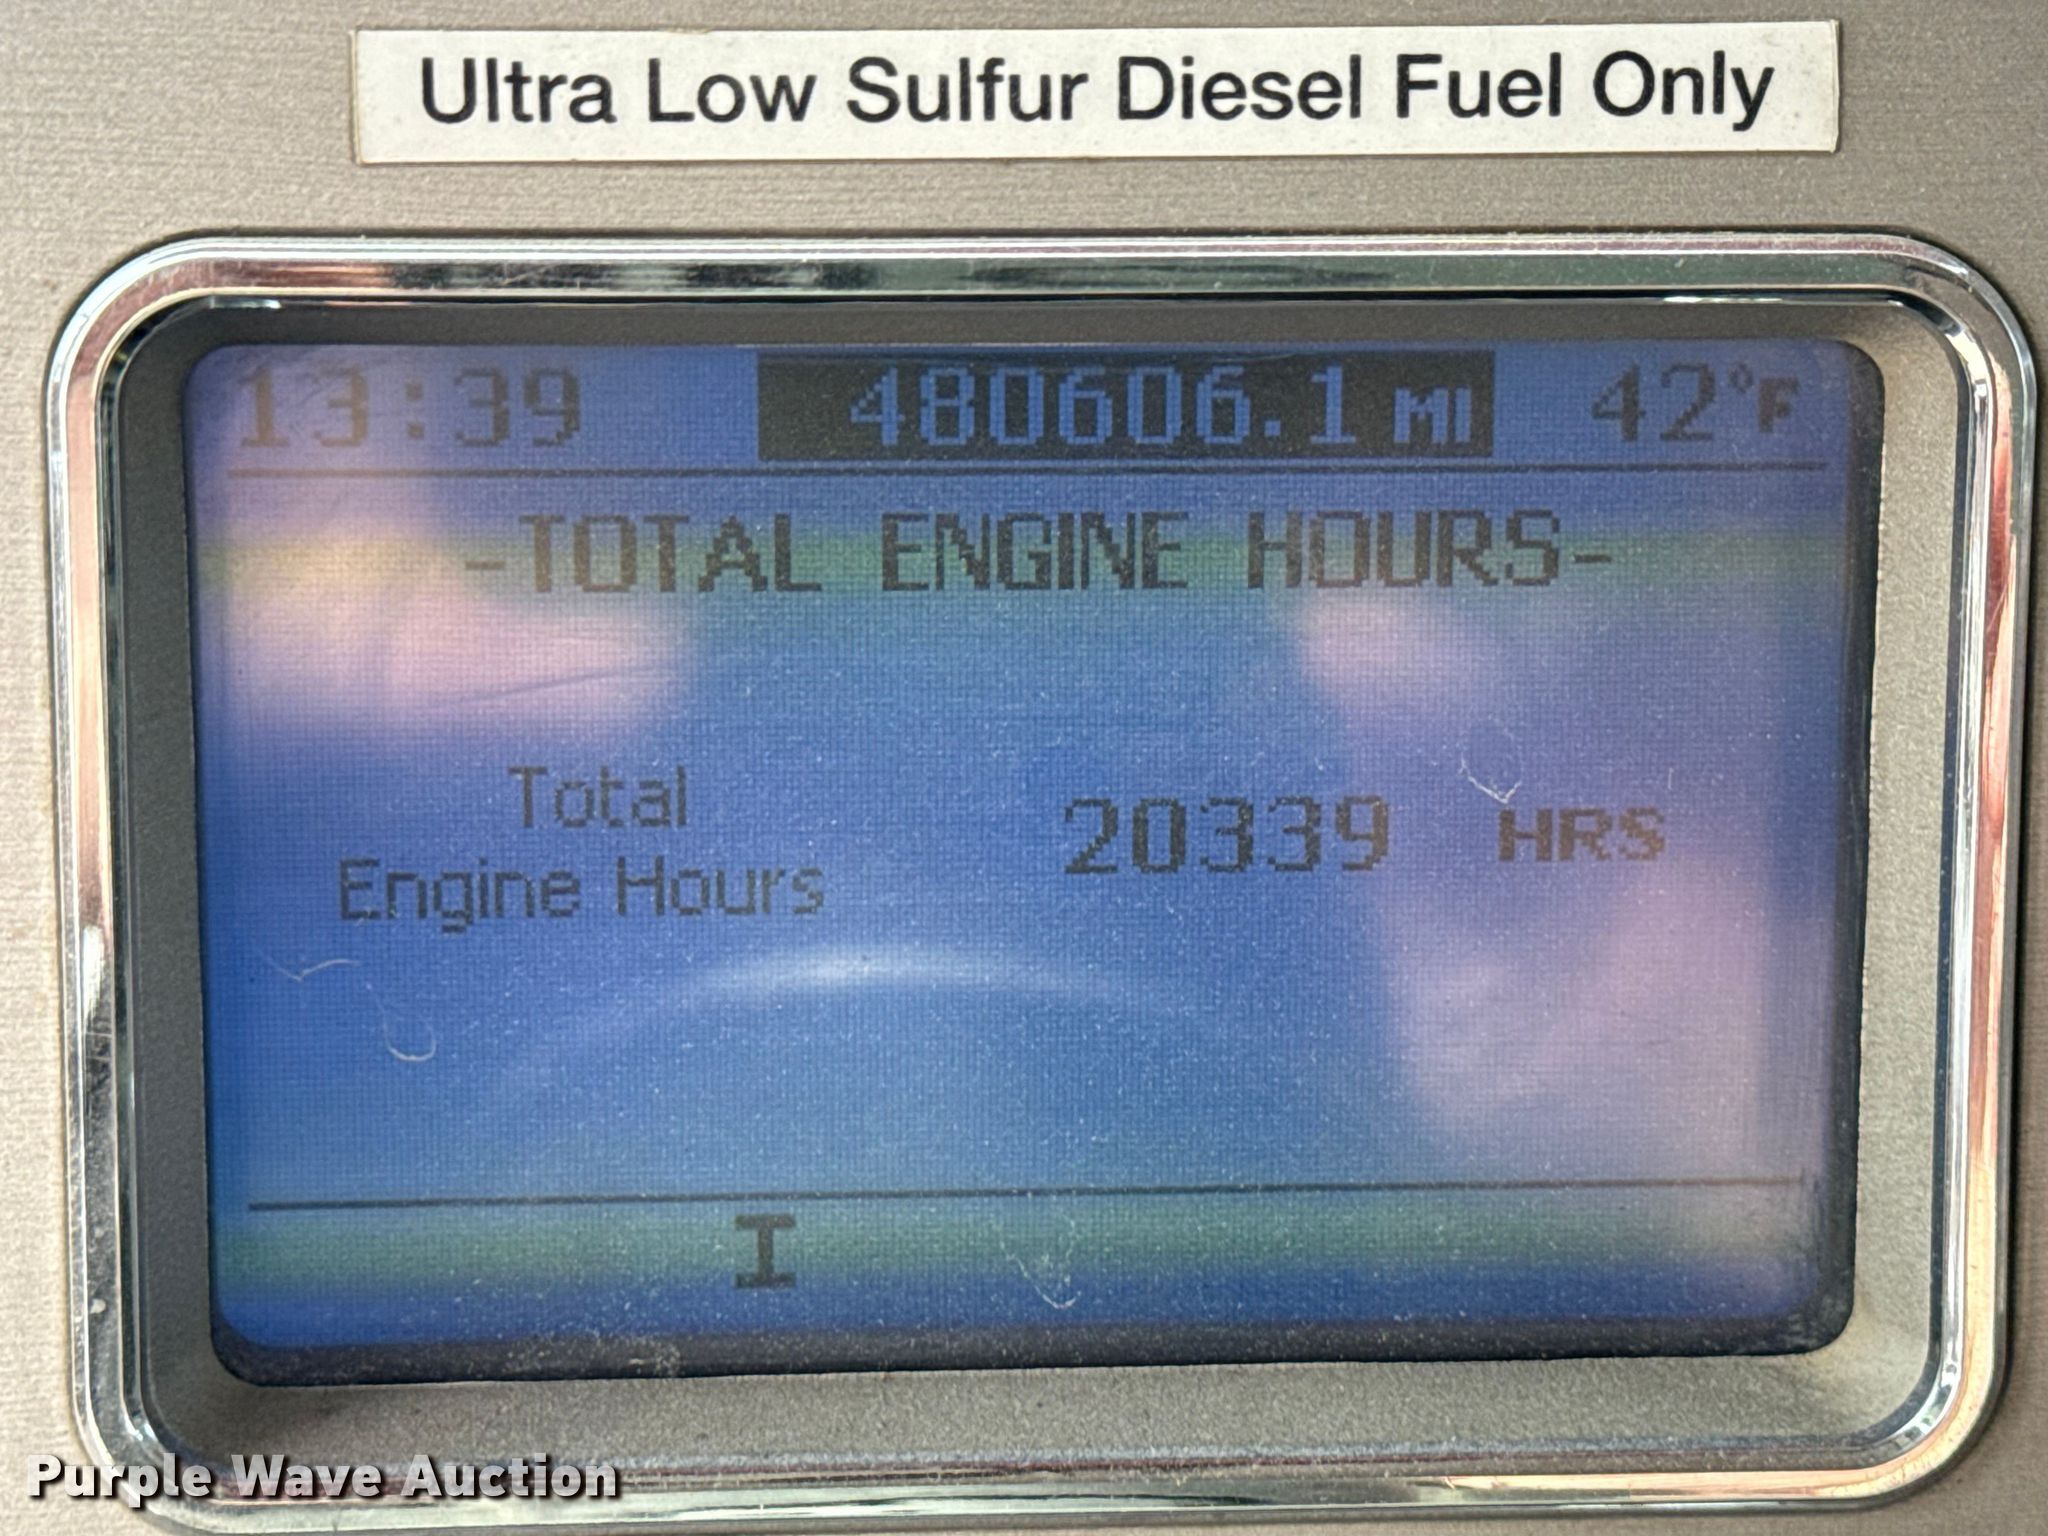 Ultra Low Sulfur Diesel Fuel Only
13:39 480606.1 MI 42°F
-TOTAL ENGINE HOURS-
Total
Engine Hours
20339 HRS
I
Purple Wave Auction